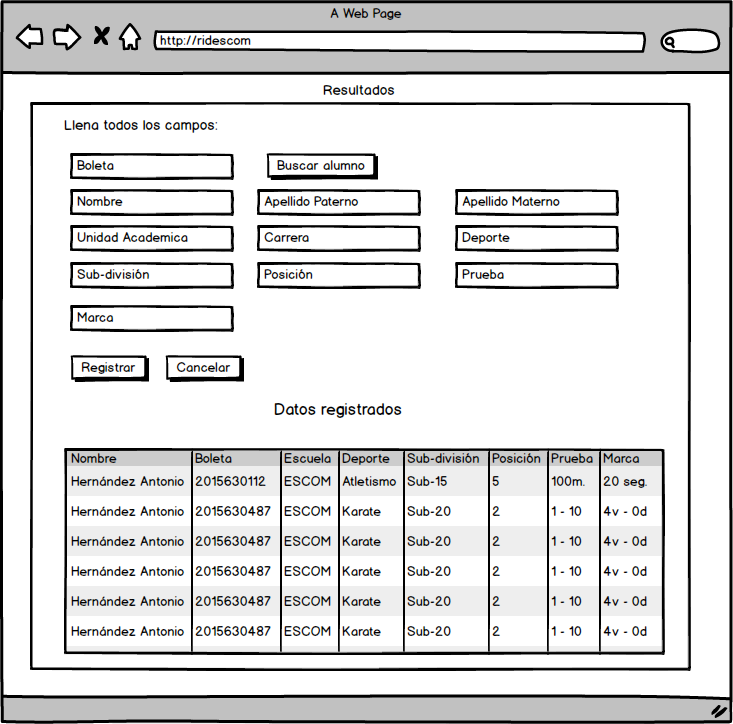 A Web Page
http://ridescom
Resultados
Llena todos los campos:
Boleta Buscar alumno
Nombre Apellido Paterno Apellido Materno
Unidad Academica Carrera Deporte
Sub-división Posición Prueba
Marca
Registrar Cancelar
Datos registrados
Nombre Boleta Escuela Deporte Sub-división Posición Prueba Marca
Hernández Antonio 2015630112 ESCOM Atletismo Sub-15 5 100m. 20 seg.
Hernández Antonio 2015630487 ESCOM Karate Sub-20 2 1 - 10 4v - 0d
Hernández Antonio 2015630487 ESCOM Karate Sub-20 2 1 - 10 4v - 0d
Hernández Antonio 2015630487 ESCOM Karate Sub-20 2 1 - 10 4v - 0d
Hernández Antonio 2015630487 ESCOM Karate Sub-20 2 1 - 10 4v - 0d
Hernández Antonio 2015630487 ESCOM Karate Sub-20 2 1 - 10 4v - 0d